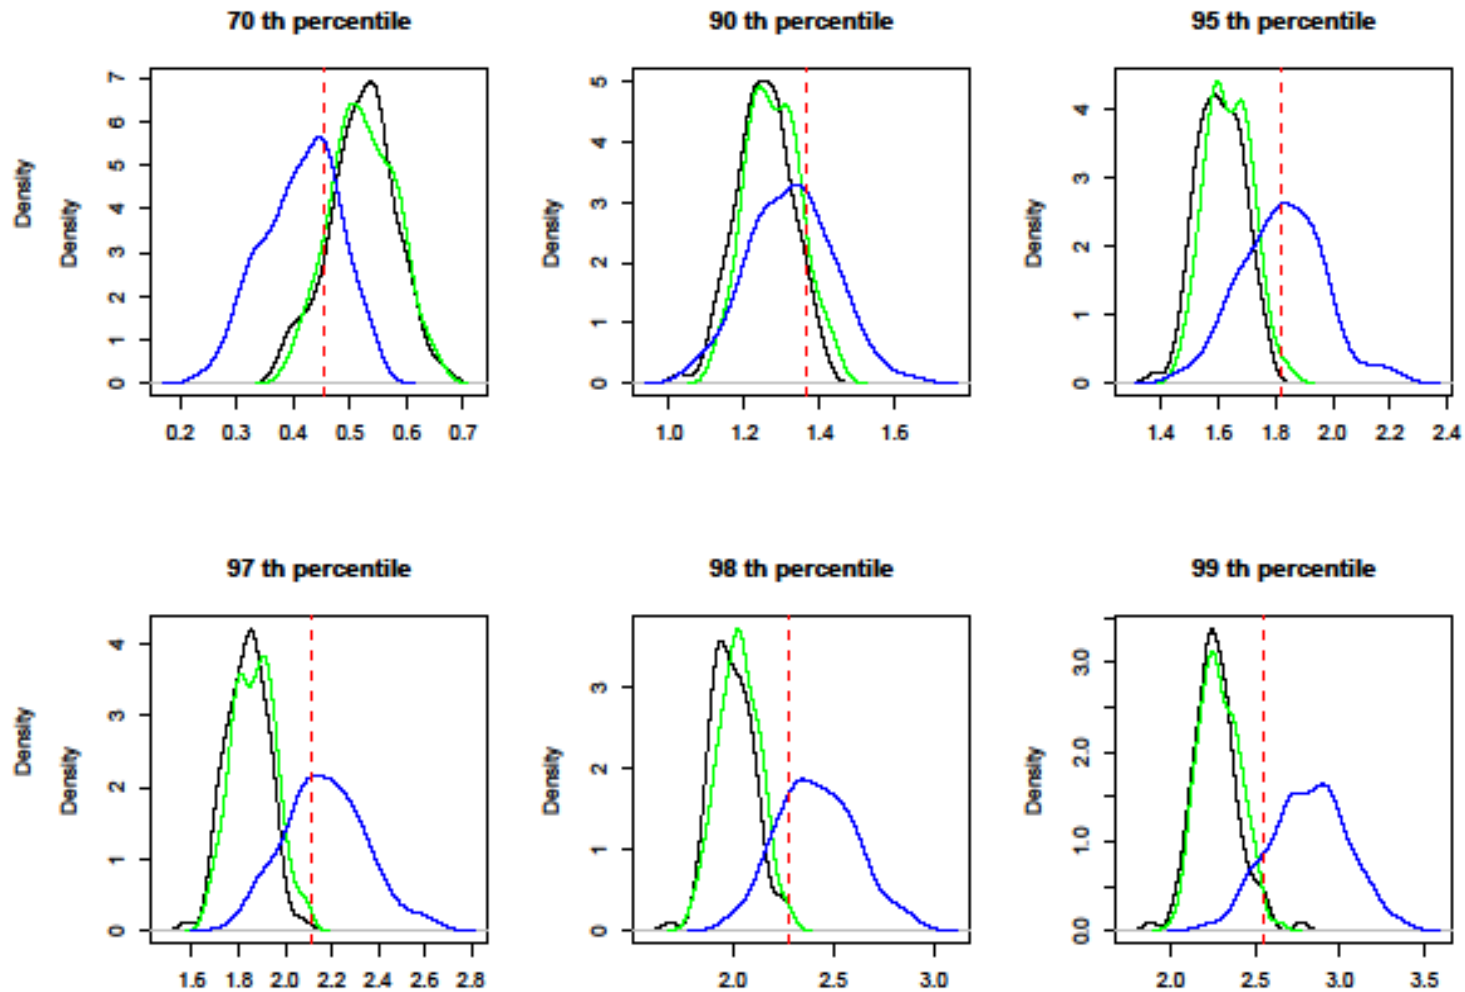 70 th percentile
90 th percentile
95 th percentile
Density
Density
0 1 2 3 4 5 6 7
0.2 0.3 0.4 0.5 0.6 0.7
Density
0 1 2 3 4 5
1.0 1.2 1.4 1.6
Density
0 1 2 3 4
1.4 1.6 1.8 2.0 2.2 2.4
97 th percentile
98 th percentile
99 th percentile
Density
Density
0 1 2 3 4
1.6 1.8 2.0 2.2 2.4 2.6 2.8
Density
0 1 2 3
2.0 2.5 3.0
Density
0.0 1.0 2.0 3.0
2.0 2.5 3.0 3.5